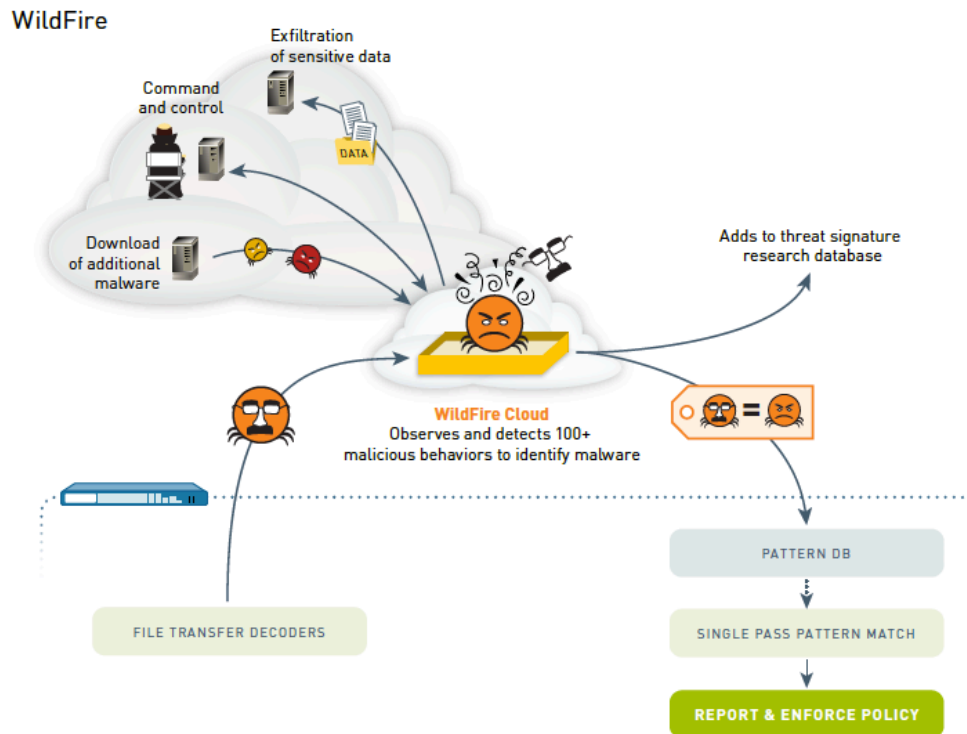 WildFire
Exfiltration
of sensitive data
Command
and control
DATA
Download
of additional
malware
Adds to threat signature
research database
WildFire Cloud
Observes and detects 100+
malicious behaviors to identify malware
=
PATTERN DB
FILE TRANSFER DECODERS
SINGLE PASS PATTERN MATCH
REPORT & ENFORCE POLICY